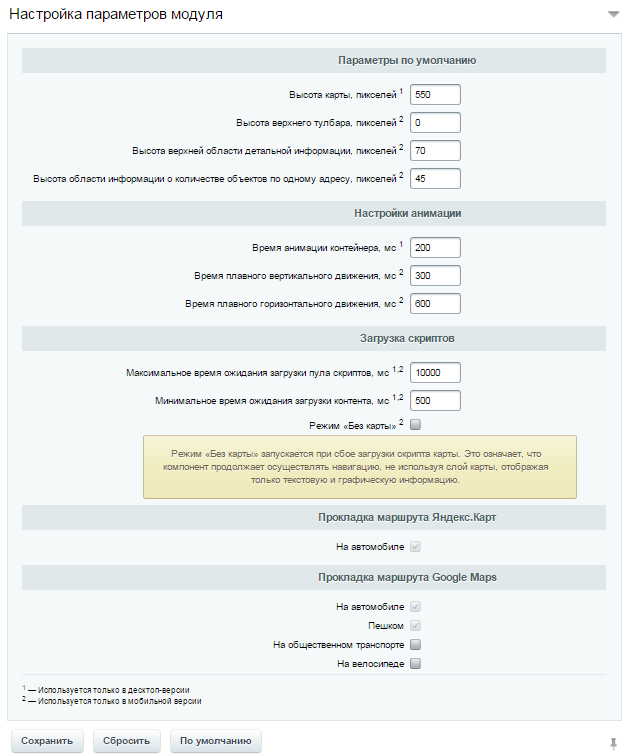 Настройка параметров модуля
Параметры по умолчанию
Высота карты, пикселей 1 550
Высота верхнего тулбара, пикселей 2 0
Высота верхней области детальной информации, пикселей 2 70
Высота области информации о количестве объектов по одному адресу, пикселей 2 45
Настройки анимации
Время анимации контейнера, мс 1 200
Время плавного вертикального движения, мс 2 300
Время плавного горизонтального движения, мс 2 600
Загрузка скриптов
Максимальное время ожидания загрузки пула скриптов, мс 1,2 10000
Минимальное время ожидания загрузки контента, мс 1,2 500
Режим «Без карты» 2
Режим «Без карты» запускается при сбое загрузки скрипта карты. Это означает, что
компонент продолжает осуществлять навигацию, не используя слой карты, отображая
только текстовую и графическую информацию.
Прокладка маршрута Яндекс.Карт
На автомобиле
Прокладка маршрута Google Maps
На автомобиле
Пешком
На общественном транспорте
На велосипеде
1 — Используется только в десктоп-версии
2 — Используется только в мобильной версии
Сохранить Сбросить По умолчанию